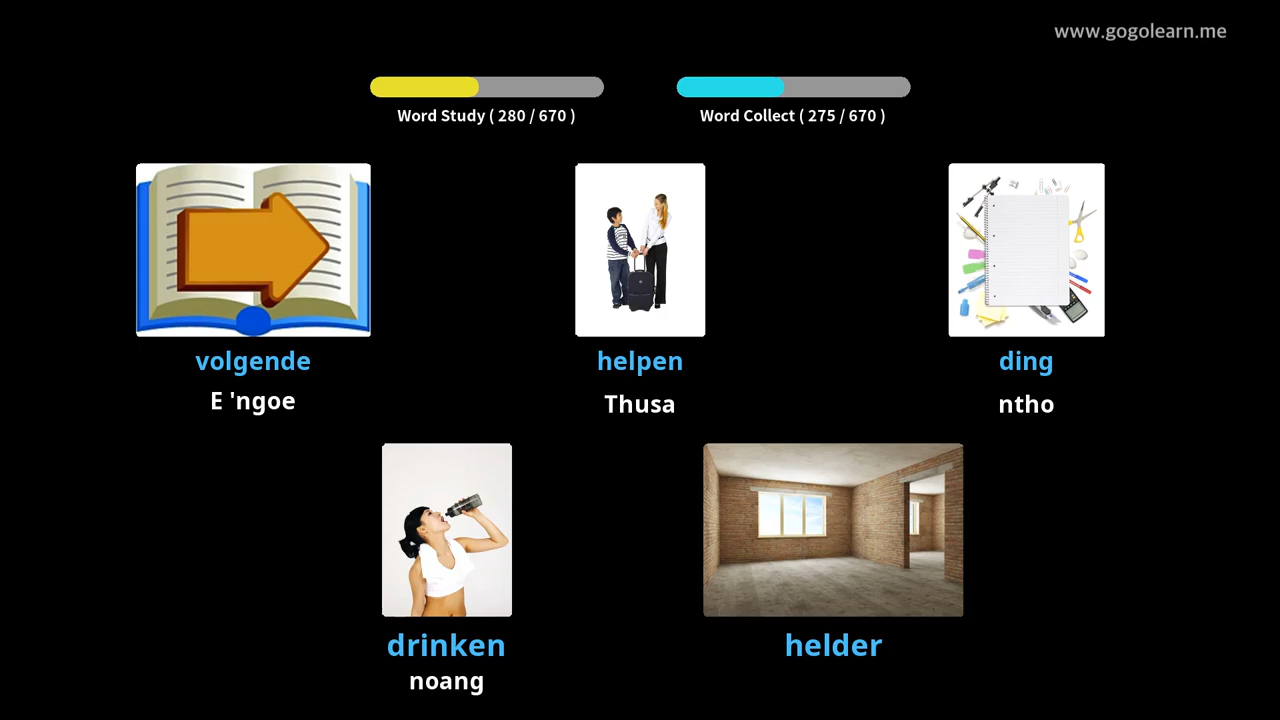 www.gogolearn.me
Word Study ( 280 / 670 )
Word Collect ( 275 / 670 )
volgende
E 'ngoe
helpen
Thusa
ding
ntho
drinken
noang
helder